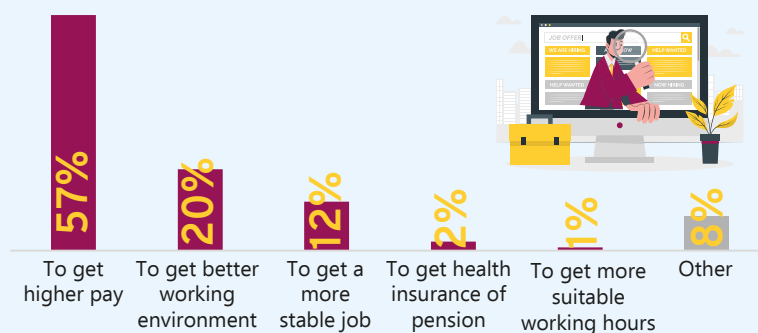 JOB OFFER
WE ARE HIRING
HELP WANTED
HELP WANTED
NOW HIRING
57%
20%
12%
2%
1%
8%
To get
higher pay
To get better
working
environment
To get a
more
stable job
To get health
insurance of
pension
To get more
suitable
working hours
Other